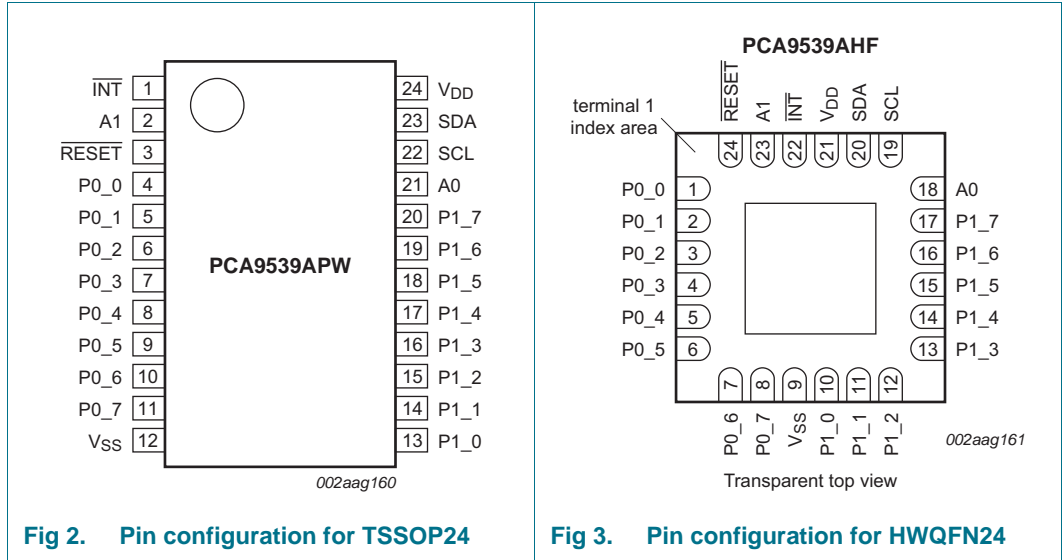 INT 1
A1 2
RESET 3
P0_0 4
P0_1 5
P0_2 6
P0_3 7
P0_4 8
P0_5 9
P0_6 10
P0_7 11
VSS 12
PCA9539APW
24 VDD
23 SDA
22 SCL
21 A0
20 P1_7
19 P1_6
18 P1_5
17 P1_4
16 P1_3
15 P1_2
14 P1_1
13 P1_0
002aag160
Fig 2. Pin configuration for TSSOP24
PCA9539AHF
terminal 1
index area
RESET A1 INT VDD SDA SCL
24 23 22 21 20 19
P0_0 1
P0_1 2
P0_2 3
P0_3 4
P0_4 5
P0_5 6
18 A0
17 P1_7
16 P1_6
15 P1_5
14 P1_4
13 P1_3
7 8 9 10 11 12
P0_6 P0_7 VSS P1_0 P1_1 P1_2
002aag161
Transparent top view
Fig 3. Pin configuration for HWQFN24